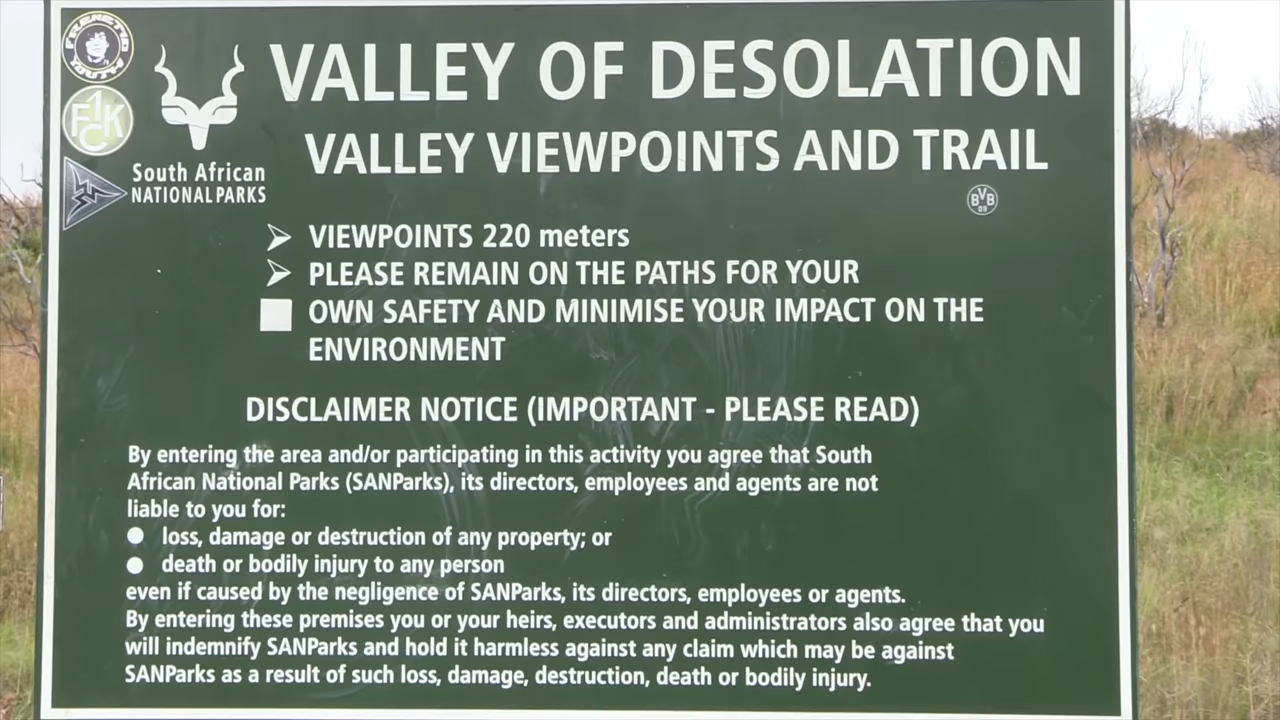 FRENETIC
YOUTH
1
FCK
South African
NATIONAL PARKS
VALLEY OF DESOLATION
VALLEY VIEWPOINTS AND TRAIL
BVB
09
VIEWPOINTS 220 meters
PLEASE REMAIN ON THE PATHS FOR YOUR
OWN SAFETY AND MINIMISE YOUR IMPACT ON THE
ENVIRONMENT
DISCLAIMER NOTICE (IMPORTANT - PLEASE READ)
By entering the area and/or participating in this activity you agree that South
African National Parks (SANParks), its directors, employees and agents are not
liable to you for:
● loss, damage or destruction of any property; or
● death or bodily injury to any person
even if caused by the negligence of SANParks, its directors, employees or agents.
By entering these premises you or your heirs, executors and administrators also agree that you
will indemnify SANParks and hold it harmless against any claim which may be against
SANParks as a result of such loss, damage, destruction, death or bodily injury.